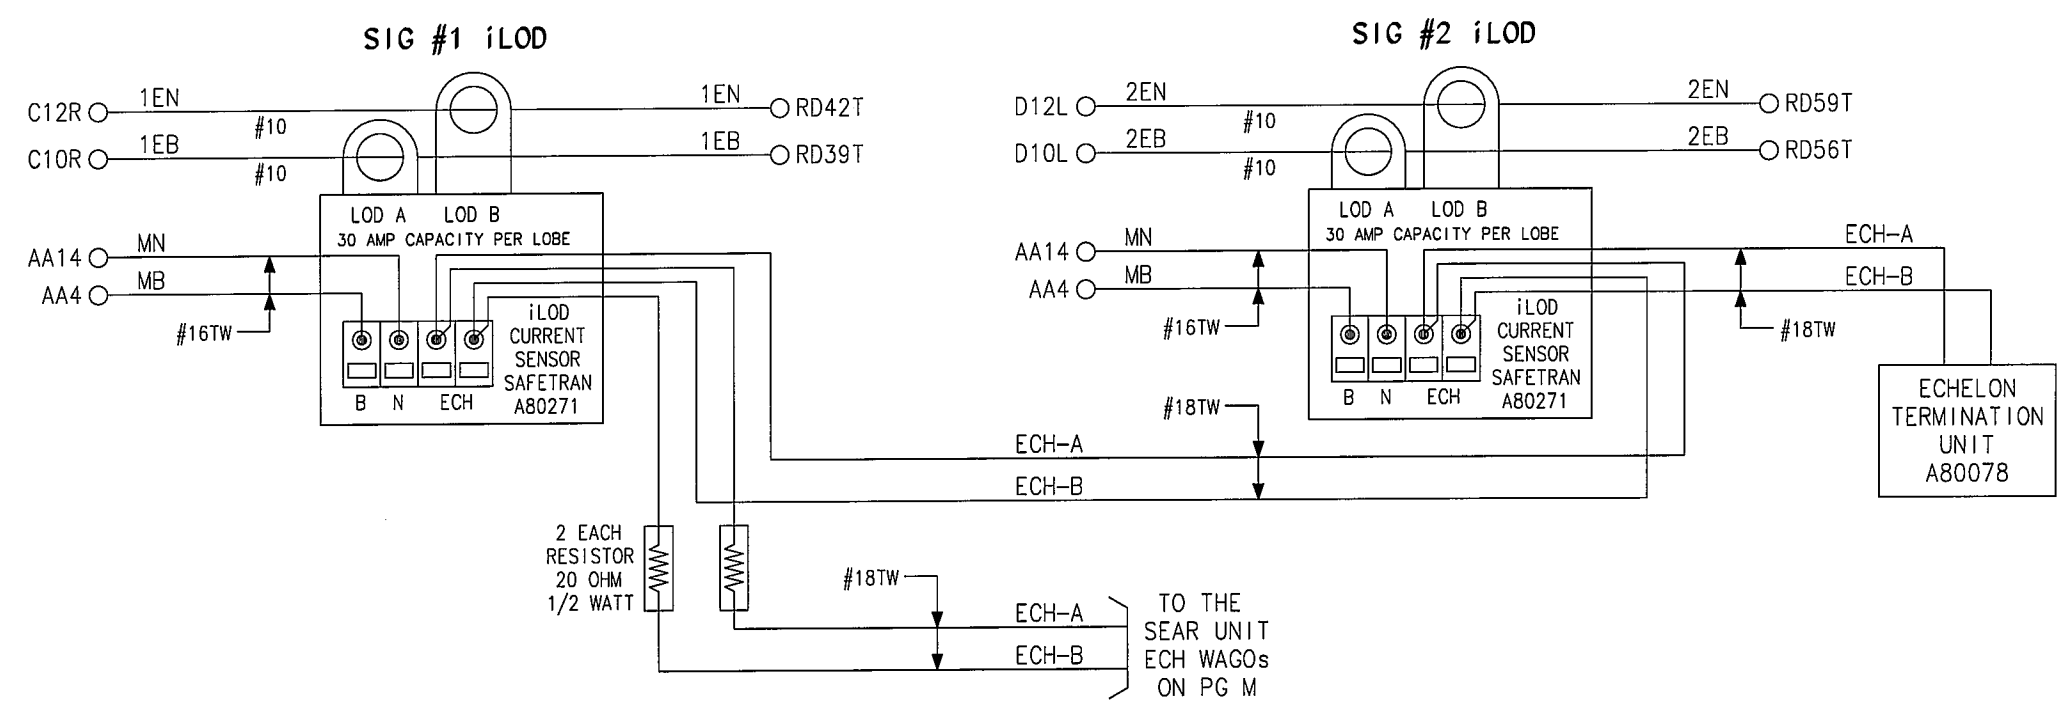 SIG #1 iLOD
C12R
1EN
#10
1EN
RD42T
C10R
1EB
#10
1EB
RD39T
LOD A
LOD B
30 AMP CAPACITY PER LOBE
AA14
MN
AA4
MB
#16TW
iLOD
CURRENT
SENSOR
SAFETRAN
A80271
B
N
ECH
SIG #2 iLOD
D12L
2EN
#10
2EN
RD59T
D10L
2EB
#10
2EB
RD56T
LOD A
LOD B
30 AMP CAPACITY PER LOBE
AA14
MN
AA4
MB
#16TW
iLOD
CURRENT
SENSOR
SAFETRAN
A80271
B
N
ECH
ECH-A
ECH-B
#18TW
ECHELON
TERMINATION
UNIT
A80078
#18TW
ECH-A
ECH-B
2 EACH
RESISTOR
20 OHM
1/2 WATT
#18TW
ECH-A
ECH-B
TO THE
SEAR UNIT
ECH WAGOs
ON PG M